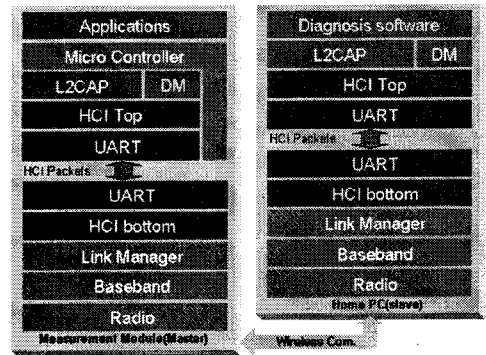 Applications
Micro Controller
L2CAP
DM
HCI Top
UART
HCI Packets
UART
HCI bottom
Link Manager
Baseband
Radio
Measurement Module(Master)
Diagnosis software
L2CAP
DM
HCI Top
HCI Packets
UART
HCI bottom
Link Manager
Baseband
Radio
Home PC(slave)
Wireless Com.